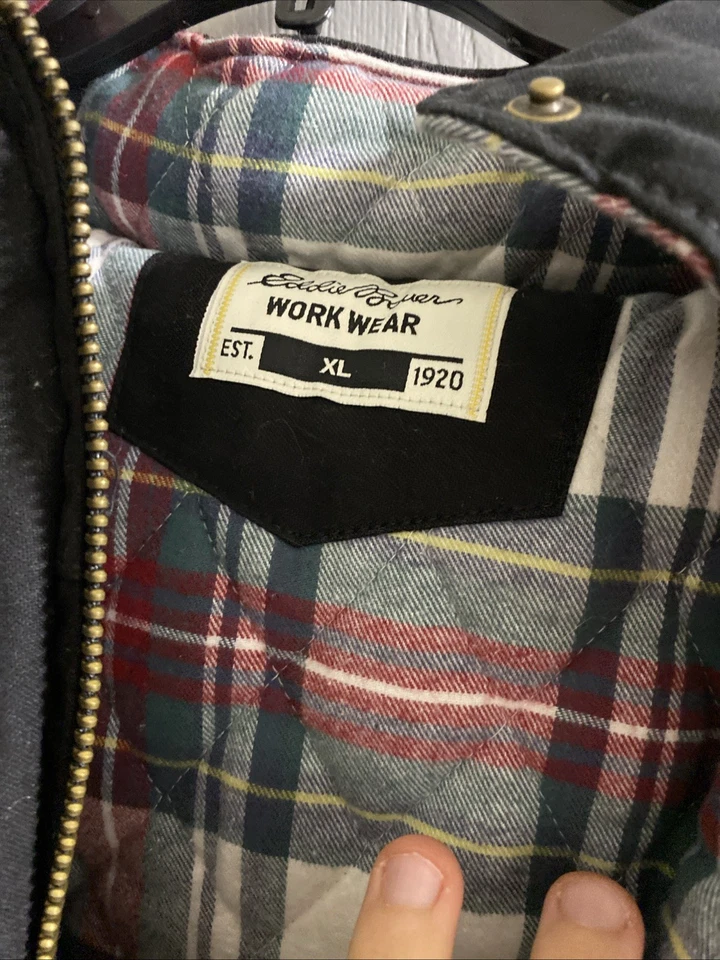 Eddie Bauer
WORK WEAR
EST. XL 1920